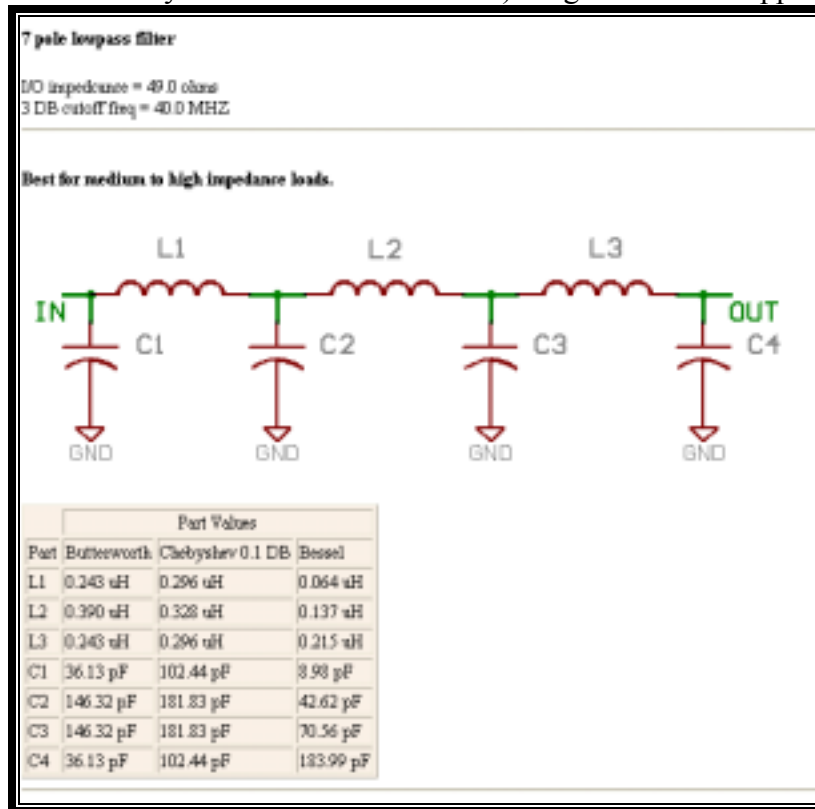 7 pole lowpass filter
I/O impedcance = 49.0 ohms
3 DB cutoff freq = 40.0 MHZ
Best for medium to high impedance loads.
L1 L2 L3
IN OUT
C1 C2 C3 C4
GND GND GND GND
Part Values
Part Butterworth Chebyshev 0.1 DB Bessel
L1 0.243 uH 0.296 uH 0.064 uH
L2 0.390 uH 0.328 uH 0.137 uH
L3 0.243 uH 0.296 uH 0.215 uH
C1 36.13 pF 102.44 pF 8.98 pF
C2 146.32 pF 181.83 pF 42.62 pF
C3 146.32 pF 181.83 pF 70.56 pF
C4 36.13 pF 102.44 pF 183.99 pF